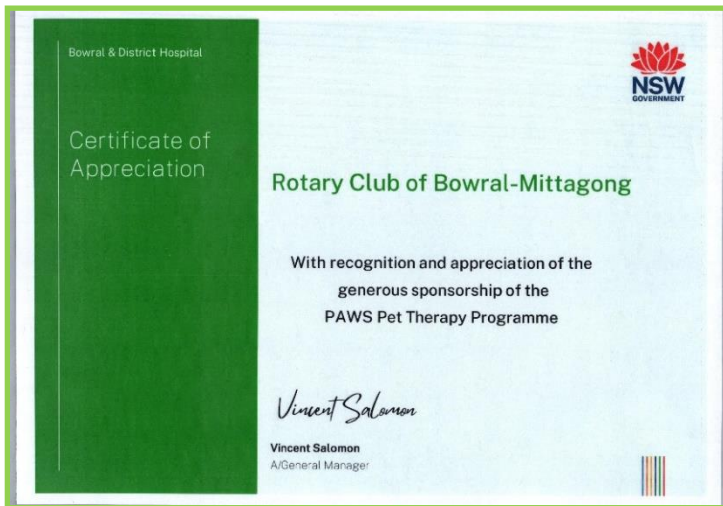 Bowral & District Hospital
Certificate of
Appreciation
NSW
GOVERNMENT
Rotary Club of Bowral-Mittagong
With recognition and appreciation of the
generous sponsorship of the
PAWS Pet Therapy Programme
Vincent Salomon
Vincent Salomon
A/General Manager